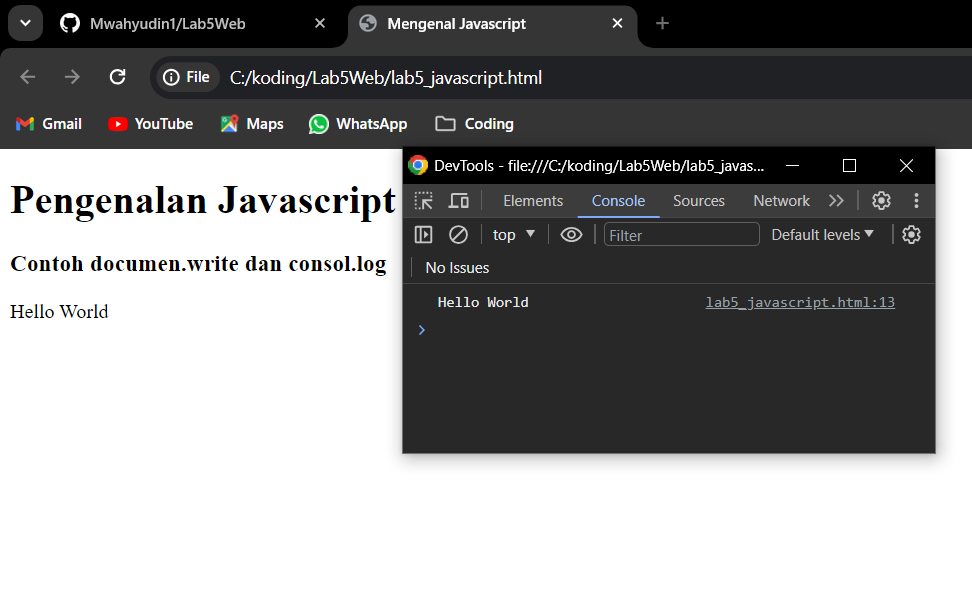 Mwahyudin1/Lab5Web
Mengenal Javascript
File C:/koding/Lab5Web/lab5_javascript.html
Gmail YouTube Maps WhatsApp Coding
DevTools - file:///C:/koding/Lab5Web/lab5_javas...
Elements Console Sources Network
top Filter Default levels
No Issues
Hello World lab5_javascript.html:13
Pengenalan Javascript
Contoh documen.write dan consol.log
Hello World